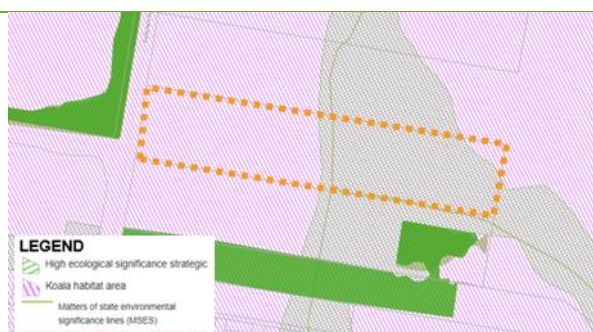 LEGEND
High ecological significance strategic
Koala habitat area
Matters of state environmental
significance lines (MSES)